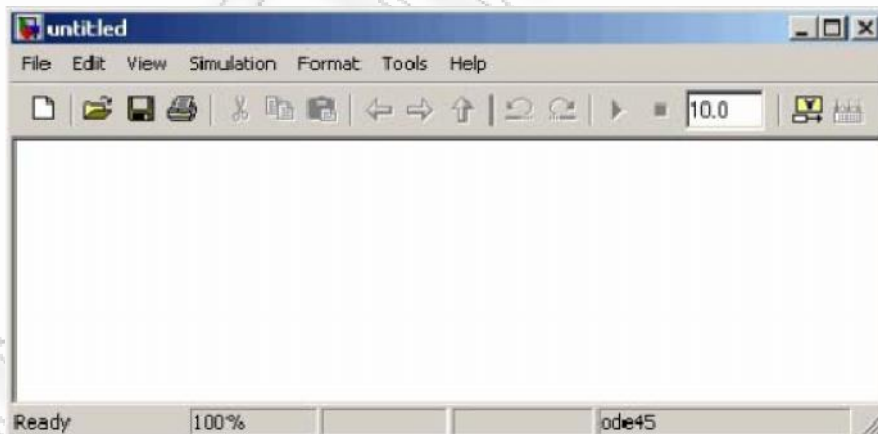 untitled
File Edit View Simulation Format Tools Help
10.0
Ready 100% ode45